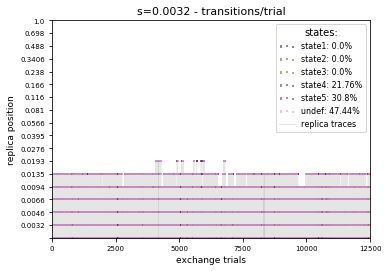 s=0.0032 - transitions/trial
replica position
1.0
0.698
0.488
0.3406
0.238
0.166
0.116
0.081
0.0566
0.0395
0.0276
0.0193
0.0135
0.0094
0.0066
0.0046
0.0032
states:
state1: 0.0%
state2: 0.0%
state3: 0.0%
state4: 21.76%
state5: 30.8%
undef: 47.44%
replica traces
0 2500 5000 7500 10000 12500
exchange trials